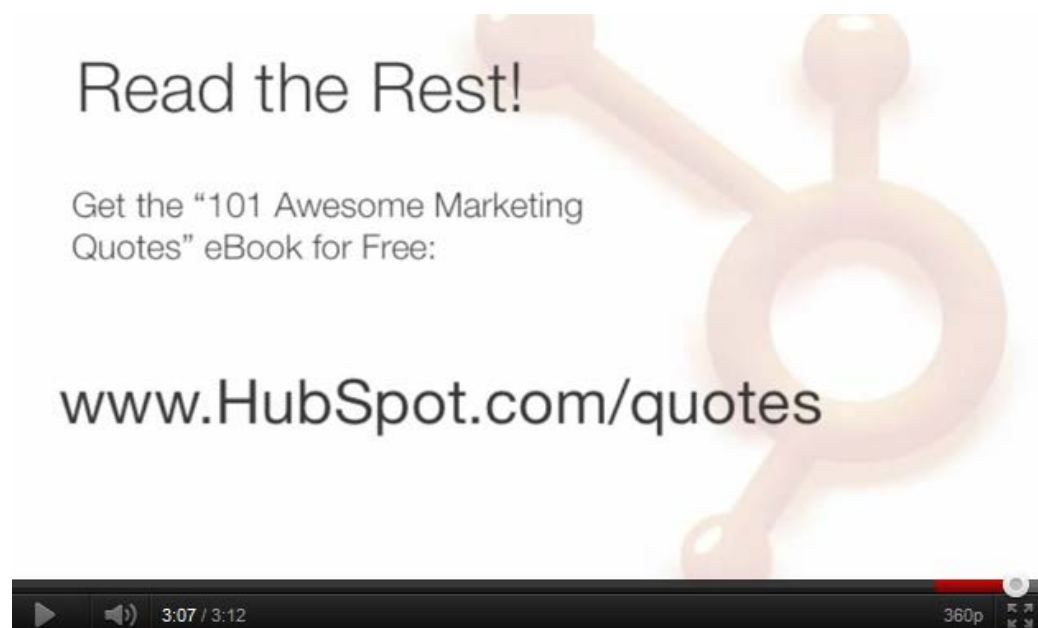 Read the Rest!
Get the “101 Awesome Marketing
Quotes” eBook for Free:
www.HubSpot.com/quotes
3:07 / 3:12
360p